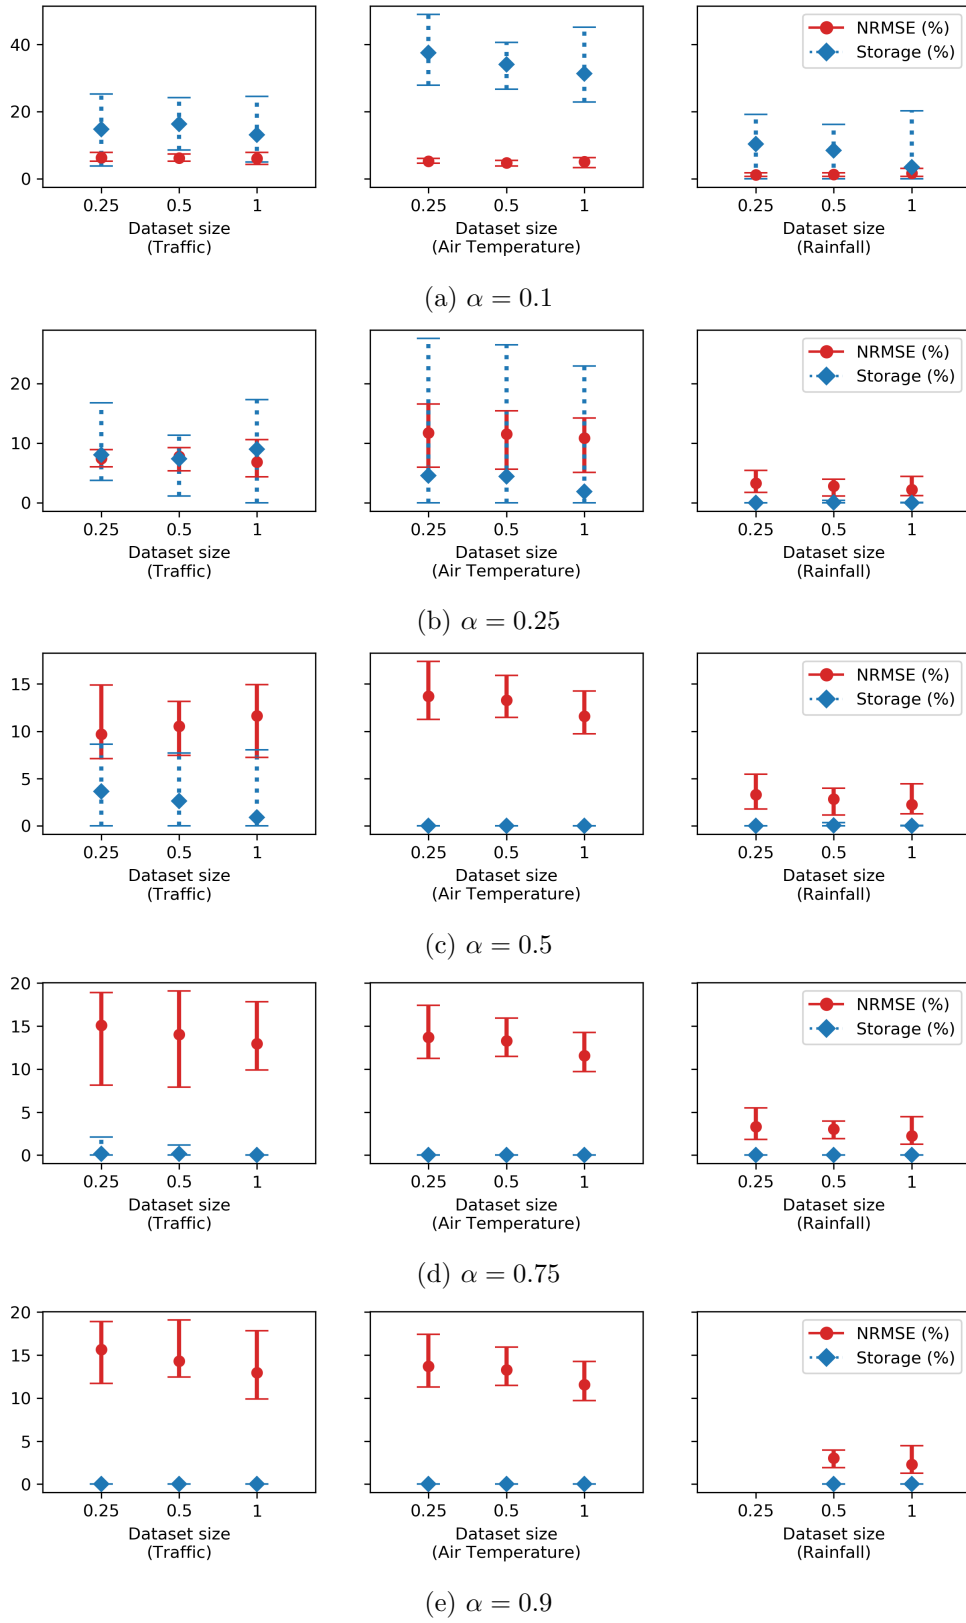 NRMSE (%)
Storage (%)
40
20
0
0.25 0.5 1 0.25 0.5 1 0.25 0.5 1
Dataset size Dataset size Dataset size
(Traffic) (Air Temperature) (Rainfall)
(a) α = 0.1
NRMSE (%)
Storage (%)
20
10
0
0.25 0.5 1 0.25 0.5 1 0.25 0.5 1
Dataset size Dataset size Dataset size
(Traffic) (Air Temperature) (Rainfall)
(b) α = 0.25
NRMSE (%)
Storage (%)
15
10
5
0
0.25 0.5 1 0.25 0.5 1 0.25 0.5 1
Dataset size Dataset size Dataset size
(Traffic) (Air Temperature) (Rainfall)
(c) α = 0.5
20
NRMSE (%)
Storage (%)
15
10
5
0
0.25 0.5 1 0.25 0.5 1 0.25 0.5 1
Dataset size Dataset size Dataset size
(Traffic) (Air Temperature) (Rainfall)
(d) α = 0.75
20
NRMSE (%)
Storage (%)
15
10
5
0
0.25 0.5 1 0.25 0.5 1 0.25 0.5 1
Dataset size Dataset size Dataset size
(Traffic) (Air Temperature) (Rainfall)
(e) α = 0.9